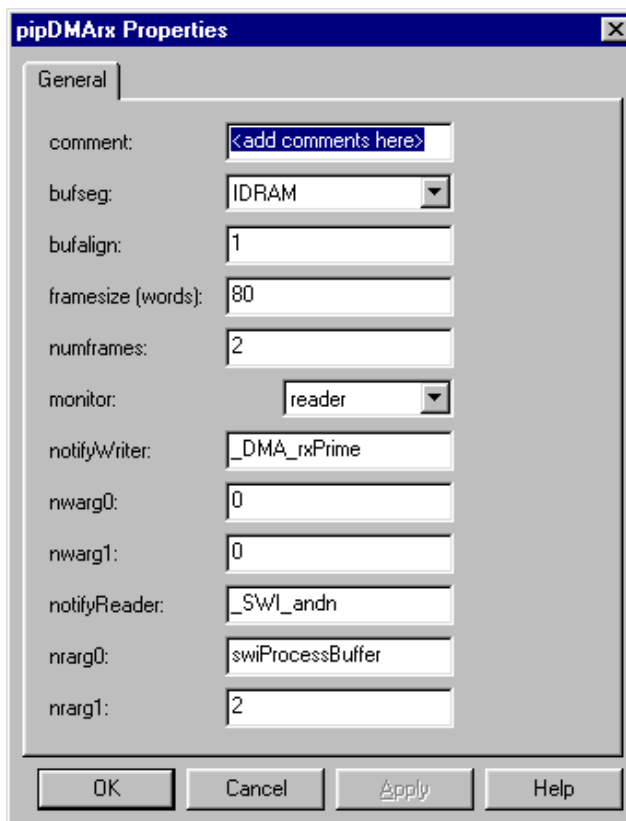 pipDMArx Properties
General
comment: <add comments here>
bufseg: IDRAM
bufalign: 1
framesize (words): 80
numframes: 2
monitor: reader
notifyWriter: _DMA_rxPrime
nwarg0: 0
nwarg1: 0
notifyReader: _SWI_andn
nrarg0: swiProcessBuffer
nrarg1: 2
OK Cancel Apply Help